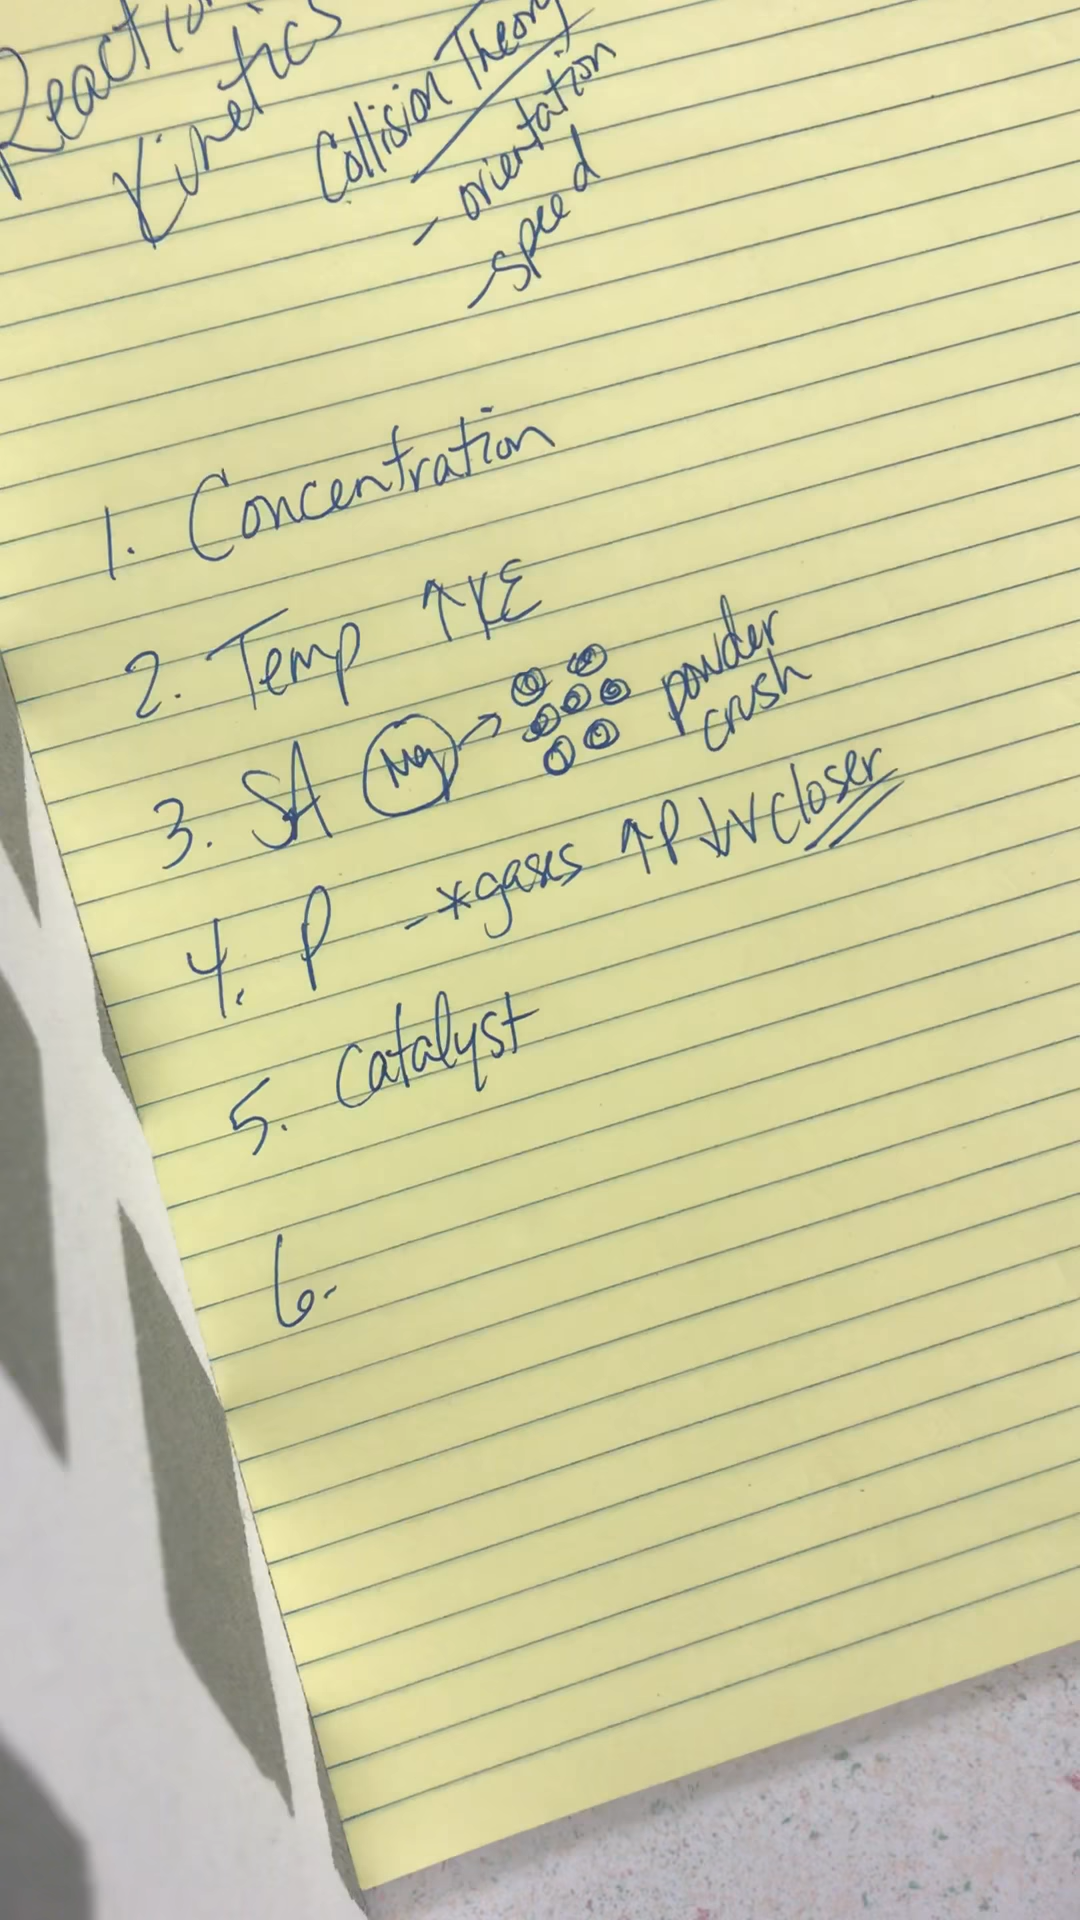 Reaction
Kinetics
Collision Theory
- orientation
- speed
1. Concentration
2. Temp ↑KE
3. SA Mg → powder
crush
4. P - *gases ↑P ↓V closer
5. Catalyst
6.